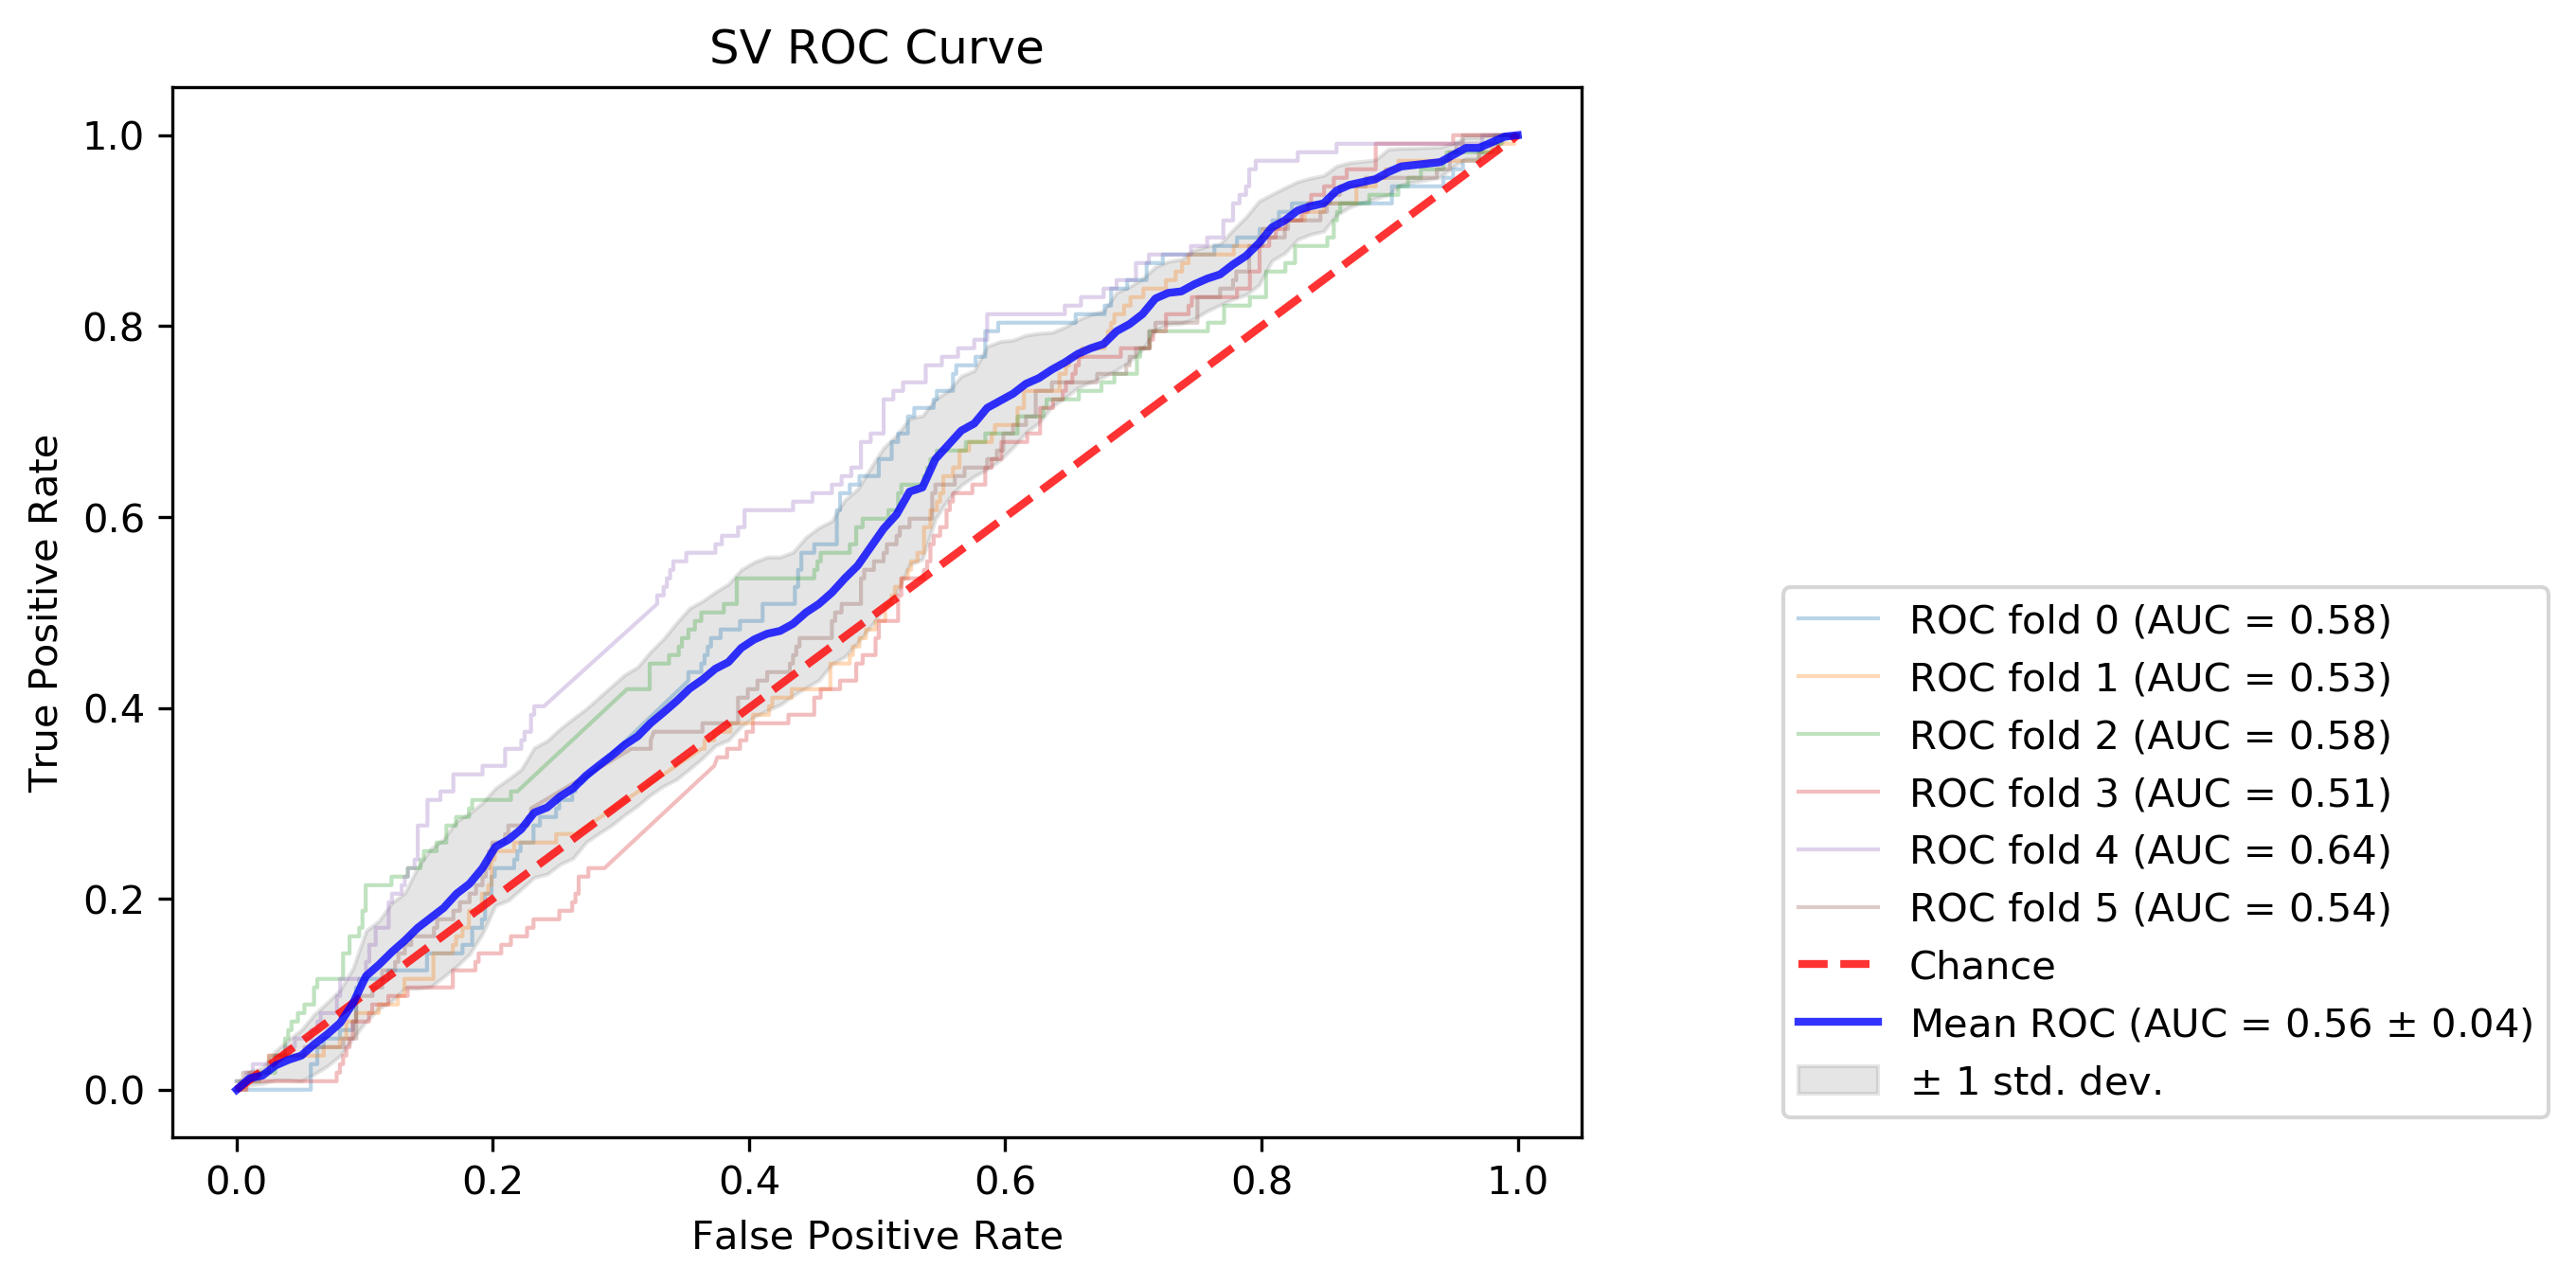 SV ROC Curve
True Positive Rate
1.0
0.8
0.6
0.4
0.2
0.0
0.0 0.2 0.4 0.6 0.8 1.0
False Positive Rate
ROC fold 0 (AUC = 0.58)
ROC fold 1 (AUC = 0.53)
ROC fold 2 (AUC = 0.58)
ROC fold 3 (AUC = 0.51)
ROC fold 4 (AUC = 0.64)
ROC fold 5 (AUC = 0.54)
Chance
Mean ROC (AUC = 0.56 ± 0.04)
± 1 std. dev.